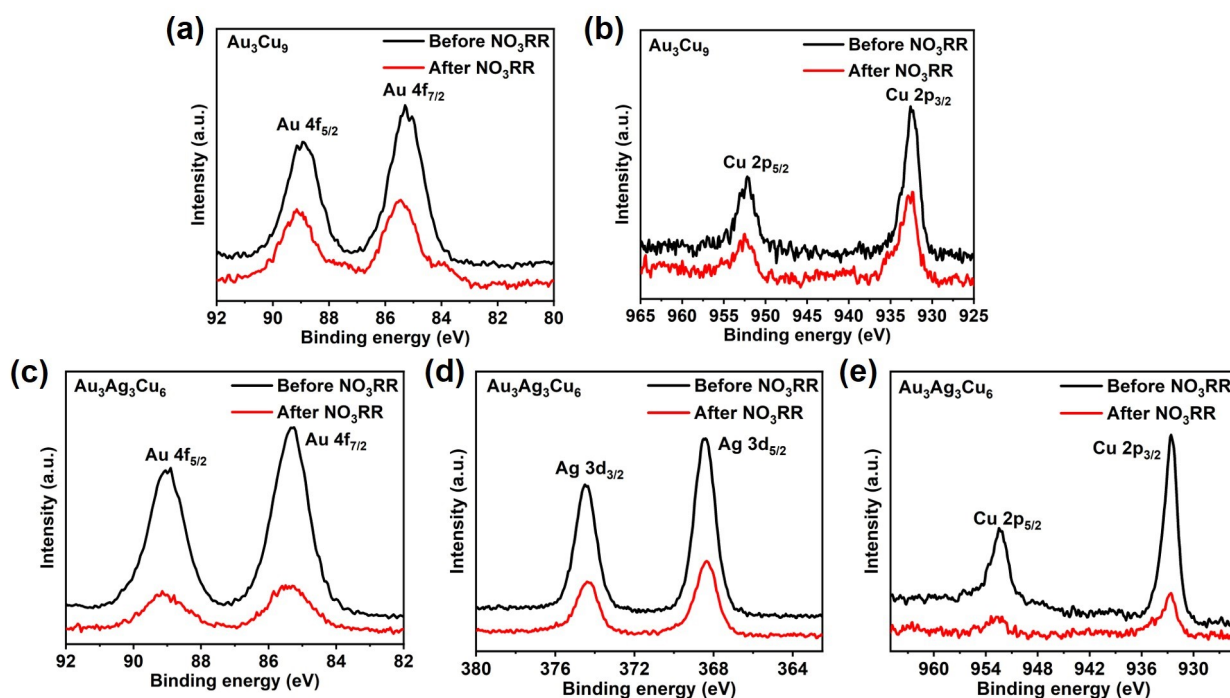 (a)
Au₃Cu₉
Before NO₃RR
After NO₃RR
Au 4f₇/₂
Au 4f₅/₂
Intensity (a.u.)
92 90 88 86 84 82 80
Binding energy (eV)
(b)
Au₃Cu₉
Before NO₃RR
After NO₃RR
Cu 2p₃/₂
Cu 2p₅/₂
Intensity (a.u.)
965 960 955 950 945 940 935 930 925
Binding energy (eV)
(c)
Au₃Ag₃Cu₆
Before NO₃RR
After NO₃RR
Au 4f₅/₂
Au 4f₇/₂
Intensity (a.u.)
92 90 88 86 84 82
Binding energy (eV)
(d)
Au₃Ag₃Cu₆
Before NO₃RR
After NO₃RR
Ag 3d₃/₂
Ag 3d₅/₂
Intensity (a.u.)
380 376 372 368 364
Binding energy (eV)
(e)
Au₃Ag₃Cu₆
Before NO₃RR
After NO₃RR
Cu 2p₃/₂
Cu 2p₅/₂
Intensity (a.u.)
960 954 948 942 936 930
Binding energy (eV)